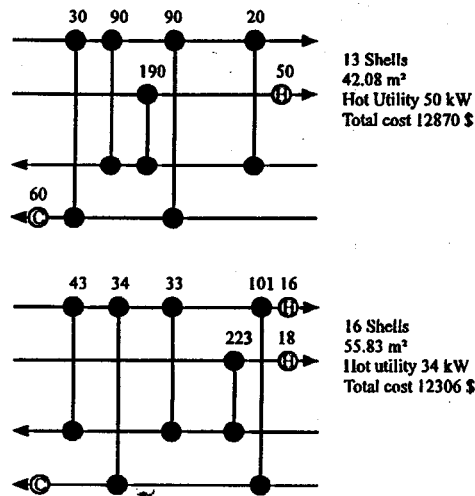 30 90 90 20
190 50
H
60
C
13 Shells
42.08 m²
Hot Utility 50 kW
Total cost 12870 $
43 34 33 101 16
H
223 18
H
C
16 Shells
55.83 m²
Hot utility 34 kW
Total cost 12306 $